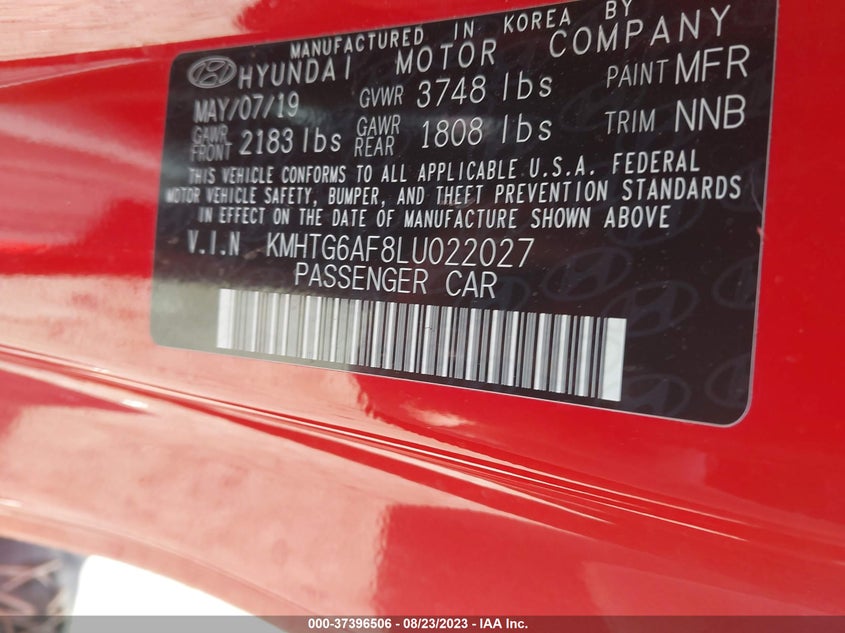 MANUFACTURED IN KOREA BY
HYUNDAI MOTOR COMPANY
MAY/07/19 GVWR 3748 lbs PAINT MFR
GAWR FRONT 2183 lbs GAWR REAR 1808 lbs TRIM NNB
THIS VEHICLE CONFORMS TO ALL APPLICABLE U.S.A. FEDERAL
MOTOR VEHICLE SAFETY, BUMPER, AND THEFT PREVENTION STANDARDS
IN EFFECT ON THE DATE OF MANUFACTURE SHOWN ABOVE
V.I.N KMHTG6AF8LU022027
PASSENGER CAR
000-37396506 - 08/23/2023 - IAA Inc.